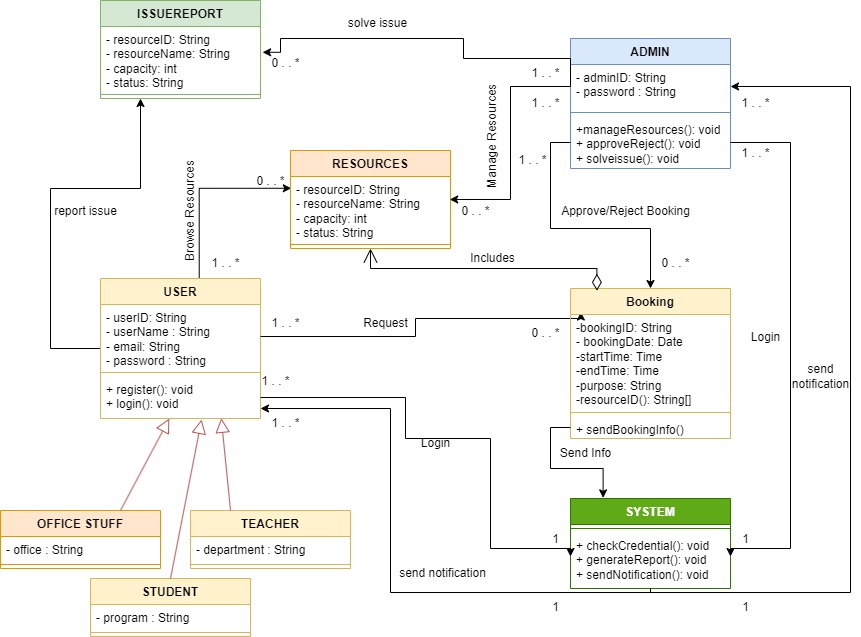 ISSUEREPORT
- resourceID: String
- resourceName: String
- capacity: int
- status: String
solve issue
0 . . *
ADMIN
- adminID: String
- password : String
+manageResources(): void
+ approveReject(): void
+ solveissue(): void
1 . . *
1 . . *
1 . . *
1 . . *
1 . . *
Manage Resources
RESOURCES
- resourceID: String
- resourceName: String
- capacity: int
- status: String
0 . . *
0 . . *
Browse Resources
report issue
1 . . *
Approve/Reject Booking
0 . . *
Includes
USER
- userID: String
- userName : String
- email: String
- password : String
+ register(): void
+ login(): void
1 . . *
Request
0 . . *
1 . . *
1 . . *
Booking
-bookingID: String
- bookingDate: Date
-startTime: Time
-endTime: Time
-purpose: String
-resourceID(): String[]
+ sendBookingInfo()
Login
send
notification
Login
Send Info
OFFICE STUFF
- office : String
TEACHER
- department : String
STUDENT
- program : String
SYSTEM
+ checkCredential(): void
+ generateReport(): void
+ sendNotification(): void
1
1
send notification
1
1